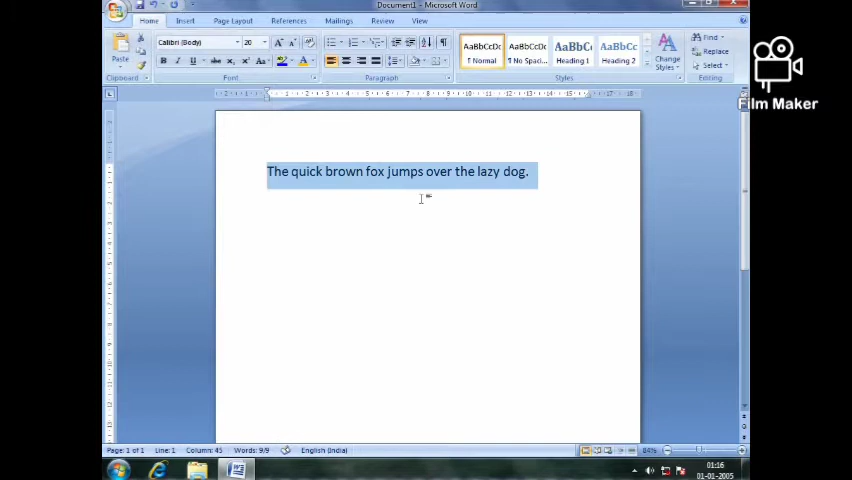 Document1 - Microsoft Word
Home Insert Page Layout References Mailings Review View
Paste
Clipboard
Calibri (Body) 20
Font
Paragraph
AaBbCcDc AaBbCcDc AaBbCc AaBbCc
¶ Normal ¶ No Spaci... Heading 1 Heading 2
Change Styles
Styles
Find
Replace
Select
Editing
Film Maker
The quick brown fox jumps over the lazy dog.
Page: 1 of 1 Line: 1 Column: 45 Words: 9/9 English (India) 84%
01:16
01-01-2005